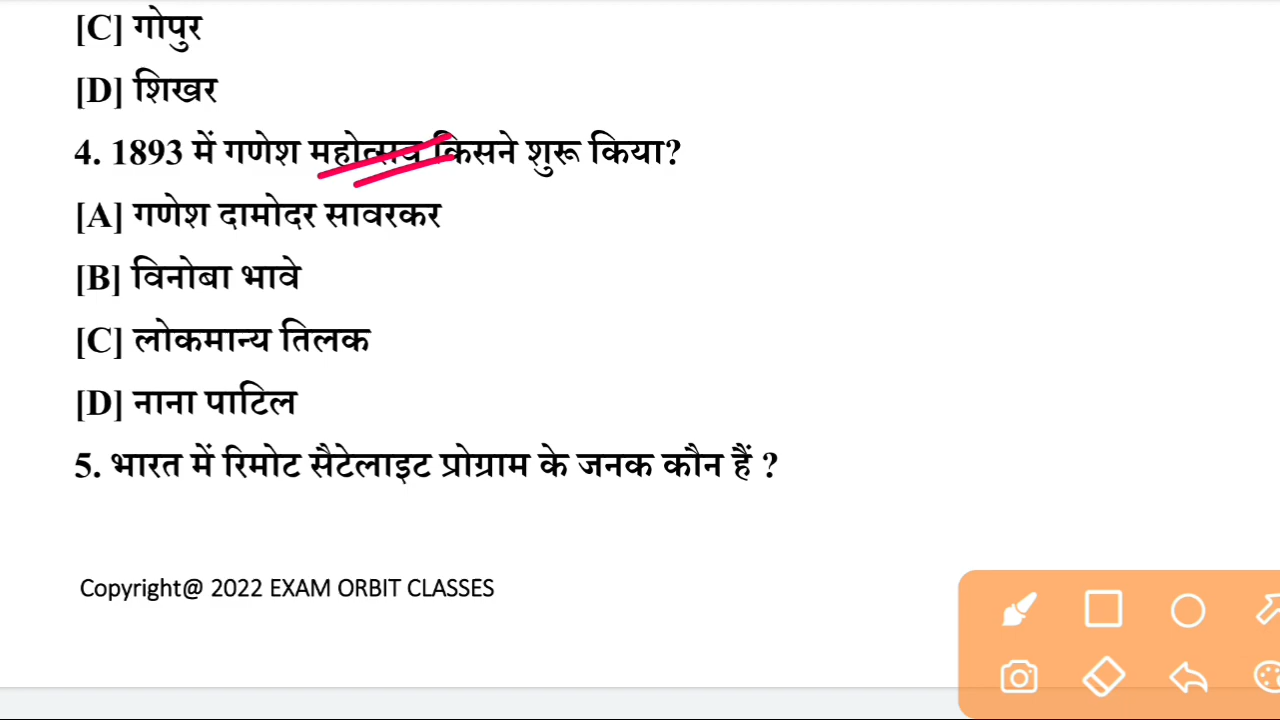 [C] गोपुर
[D] शिखर
4. 1893 में गणेश महोत्सव किसने शुरू किया?
[A] गणेश दामोदर सावरकर
[B] विनोबा भावे
[C] लोकमान्य तिलक
[D] नाना पाटिल
5. भारत में रिमोट सैटेलाइट प्रोग्राम के जनक कौन हैं ?
Copyright@ 2022 EXAM ORBIT CLASSES